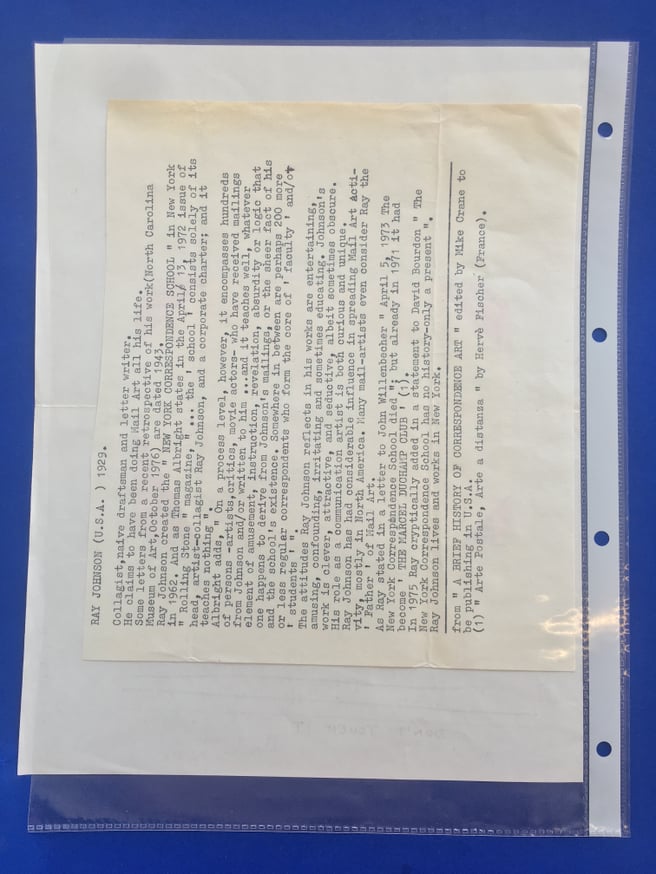 RAY JOHNSON (U.S.A. ) 1929.
Collagist,naive draftsman and letter writer.
He claims to have been doing Mail Art all his life.
Some letters from a recent retrospective of his work(North Carolina
Museum of Art,October 1976) are dated 1943.
Ray Johnson created the " NEW YORK CORRESPONDENCE SCHOOL " in New York
in 1962. And as Thomas Albright states in the April 13, 1972 issue of
" Rolling Stone " magazine, " ... the ' school ' consists solely of its
head, artist-collagist Ray Johnson, and a corporate charter; and it
teaches nothing "
Albright adds, " On a process level, however, it encompasses hundreds
of persons -artists,critics, movie actors- who have received mailings
from Johnson and/or written to him ...and it teaches well, whatever
element of amusement, instruction, revelation, absurdity or logic that
one happens to derive from Johnson's mailings, or the sheer fact of his
and the school's existence. Somewhere in between are perhaps 200 more
or less regular correspondents who form the core of ' faculty ' and/or
' students ' ".
The attitudes Ray Johnson reflects in his works are entertaining,
amusing, confounding, irritating and sometimes educating. Johnson's
work is clever, attractive, and seductive, albeit sometimes obscure.
His role as a communication artist is both curious and unique.
Ray Johnson has had considerable influence in spreading Mail Art acti-
vity, mostly in North America. Many mail-artists even consider Ray the
' Father ' of Mail Art.
As Ray stated in a letter to John Willenbecher " April 5, 1973 The
New York Correspondence School died "; but already in 1971 it had
become " THE MARCEL DUCHAMP CLUB " (1).
In 1975 Ray cryptically added in a statement to David Bourdon " The
New York Correspondence School has no history-only a present ".
Ray Johnson lives and works in New York.
from " A BRIEF HISTORY OF CORRESPONDENCE ART " edited by Mike Crane to
be publishing in U.S.A.
(1) " Arte Postale, Arte a distanza " by Hervè Fischer (France).